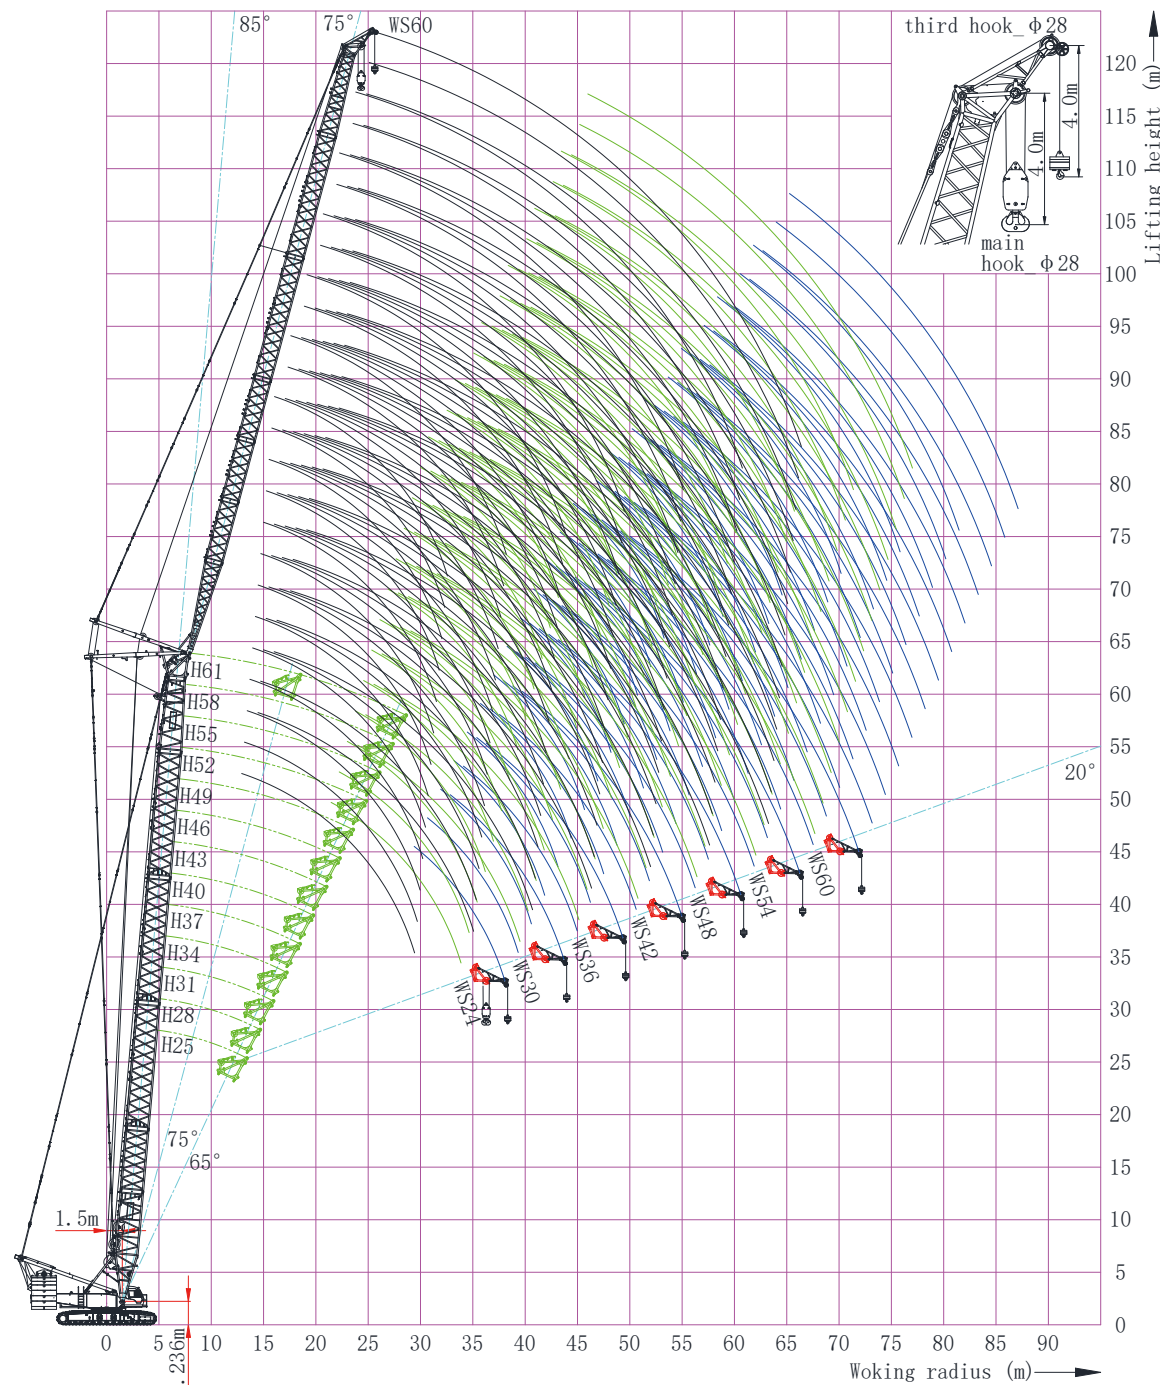 85°
75°
WS60
third hook_ф28
4.0m
4.0m
main
hook_ф28
Lifting height (m)
120
115
110
105
100
95
90
85
80
75
70
65
60
55
50
45
40
35
30
25
20
15
10
5
0
H61
H58
H55
H52
H49
H46
H43
H40
H37
H34
H31
H28
H25
20°
WS60
WS54
WS48
WS42
WS36
WS30
WS24
75°
65°
1.5m
.236m
0 5 10 15 20 25 30 35 40 45 50 55 60 65 70 75 80 85 90
Woking radius (m)